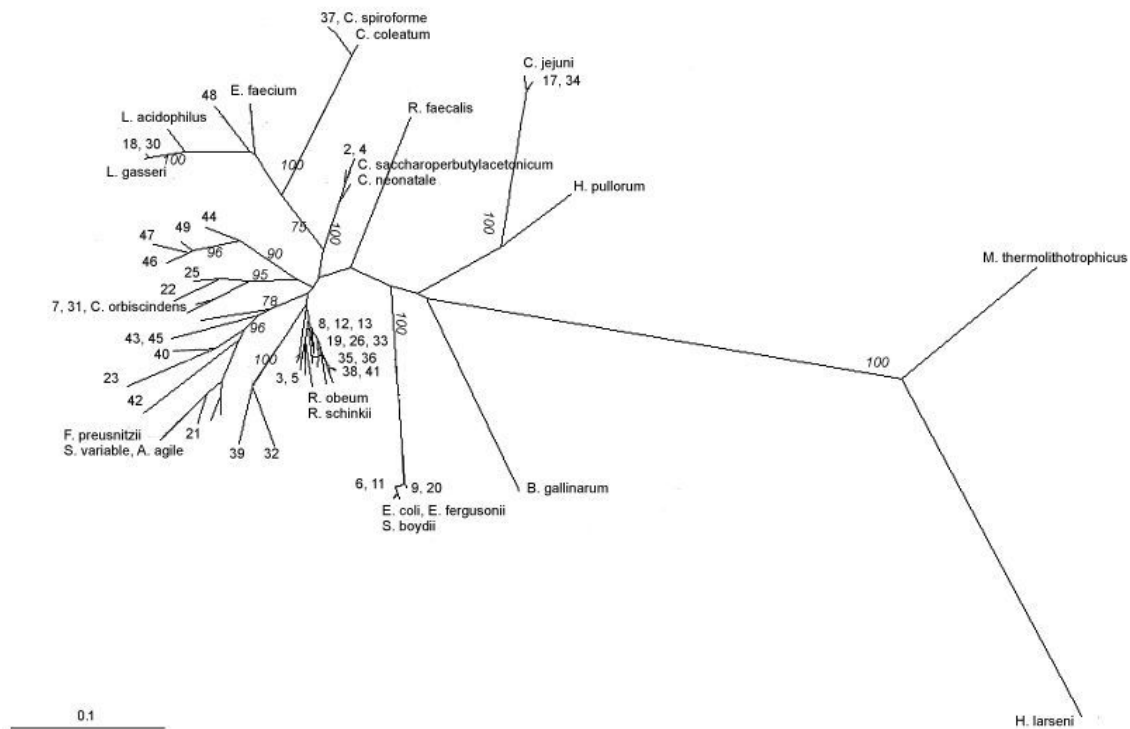 37, C. spiroforme
C. coleatum
C. jejuni
17, 34
E. faecium
48
R. faecalis
L. acidophilus
18, 30
100
L. gasseri
100
2, 4
C. saccharoperbutylacetonicum
C. neonatale
H. pullorum
75
100
100
44
49
47
96
46
90
M. thermolithotrophicus
25
95
22
7, 31, C. orbiscindens
78
43, 45
96
40
100
8, 12, 13
19, 26, 33
35, 36
38, 41
3, 5
100
100
23
42
R. obeum
R. schinkii
F. preusnitzii
S. variable, A. agile
21
39
32
6, 11
9, 20
E. coli, E. fergusonii
S. boydii
B. gallinarum
0.1
H. larseni